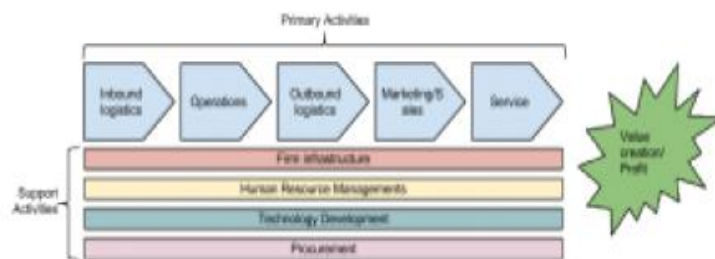 Primary Activities
Inbound
logistics
Operations
Outbound
logistics
Marketing/S
ales
Service
Value
creation/
Profit
Firm infrastructure
Support
Activities
Human Resource Managements
Technology Development
Procurement